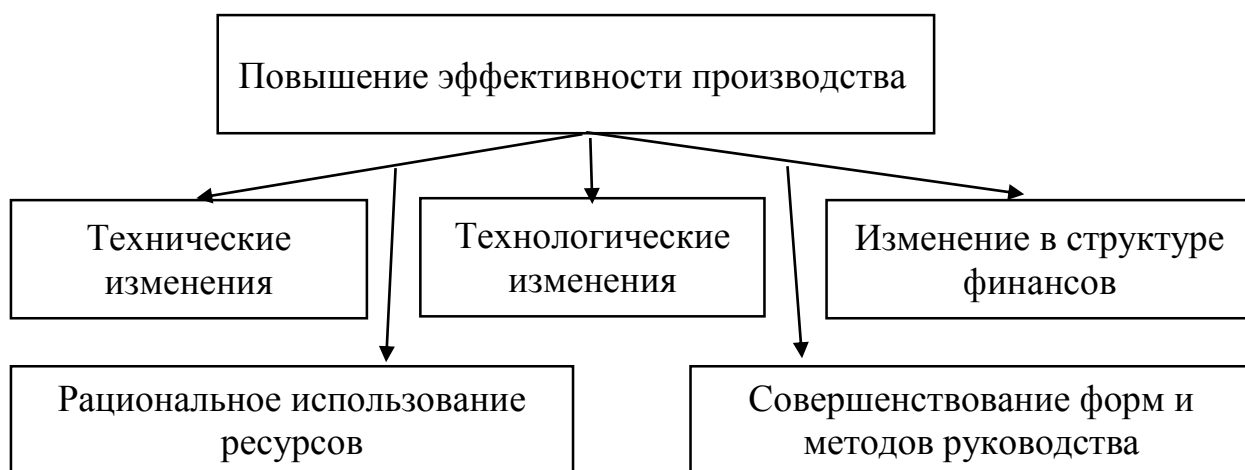 Повышение эффективности производства
Технические
изменения
Технологические
изменения
Изменение в структуре
финансов
Рациональное использование
ресурсов
Совершенствование форм и
методов руководства